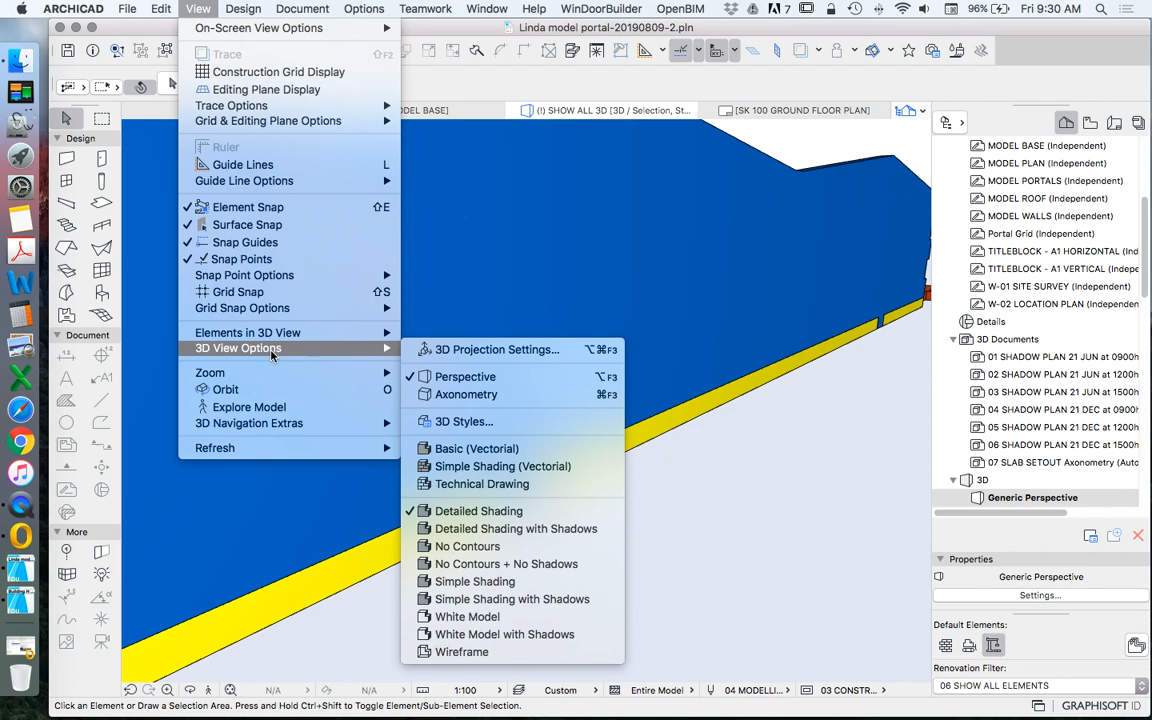 ARCHICAD File Edit View Design Document Options Teamwork Window Help WinDoorBuilder OpenBIM 7 96% Fri 9:30 AM
Linda model portal-20190809-2.pln
On-Screen View Options
Trace F2
Construction Grid Display
Editing Plane Display
Trace Options
Grid & Editing Plane Options
Ruler
Guide Lines L
Guide Line Options
Element Snap ⇧E
Surface Snap
Snap Guides
Snap Points
Snap Point Options
Grid Snap ⇧S
Grid Snap Options
Elements in 3D View
3D View Options
Zoom
Orbit O
Explore Model
3D Navigation Extras
Refresh
3D Projection Settings... ⌥⌘F3
Perspective ⌥F3
Axonometry ⌘F3
3D Styles...
Basic (Vectorial)
Simple Shading (Vectorial)
Technical Drawing
Detailed Shading
Detailed Shading with Shadows
No Contours
No Contours + No Shadows
Simple Shading
Simple Shading with Shadows
White Model
White Model with Shadows
Wireframe
DEL BASE]
(!) SHOW ALL 3D [3D / Selection, St...
[SK 100 GROUND FLOOR PLAN]
Design
Document
More
MODEL BASE (Independent)
MODEL PLAN (Independent)
MODEL PORTALS (Independent)
MODEL ROOF (Independent)
MODEL WALLS (Independent)
Portal Grid (Independent)
TITLEBLOCK - A1 HORIZONTAL (Ind
TITLEBLOCK - A1 VERTICAL (Indepe
W-01 SITE SURVEY (Independent)
W-02 LOCATION PLAN (Independent)
Details
3D Documents
01 SHADOW PLAN 21 JUN at 0900h
02 SHADOW PLAN 21 JUN at 1200h
03 SHADOW PLAN 21 JUN at 1500h
04 SHADOW PLAN 21 DEC at 0900h
05 SHADOW PLAN 21 DEC at 1200h
06 SHADOW PLAN 21 DEC at 1500h
07 SLAB SETOUT Axonometry (Auto
3D
Generic Perspective
Properties
Generic Perspective
Settings...
Default Elements:
Renovation Filter:
06 SHOW ALL ELEMENTS
N/A N/A 1:100 Custom Entire Model 04 MODELLI... 03 CONSTR...
Click an Element or Draw a Selection Area. Press and Hold Ctrl+Shift to Toggle Element/Sub-Element Selection.
GRAPHISOFT ID